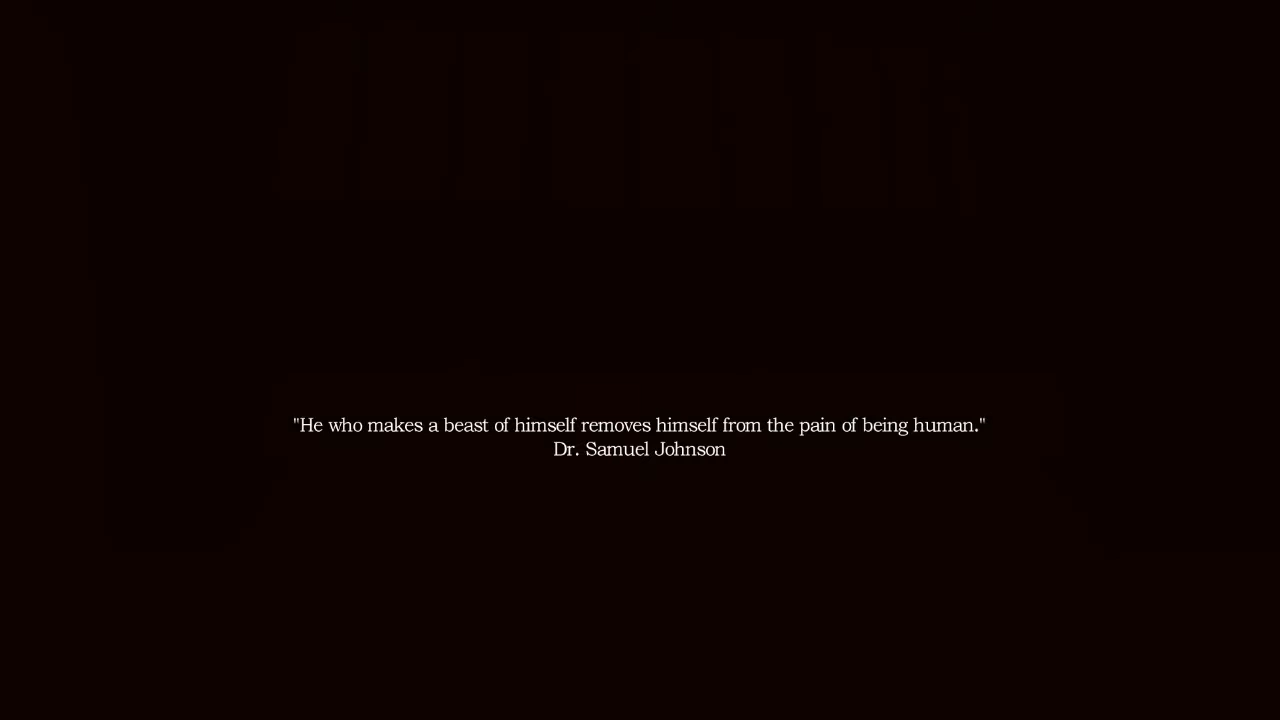 "He who makes a beast of himself removes himself from the pain of being human."
Dr. Samuel Johnson